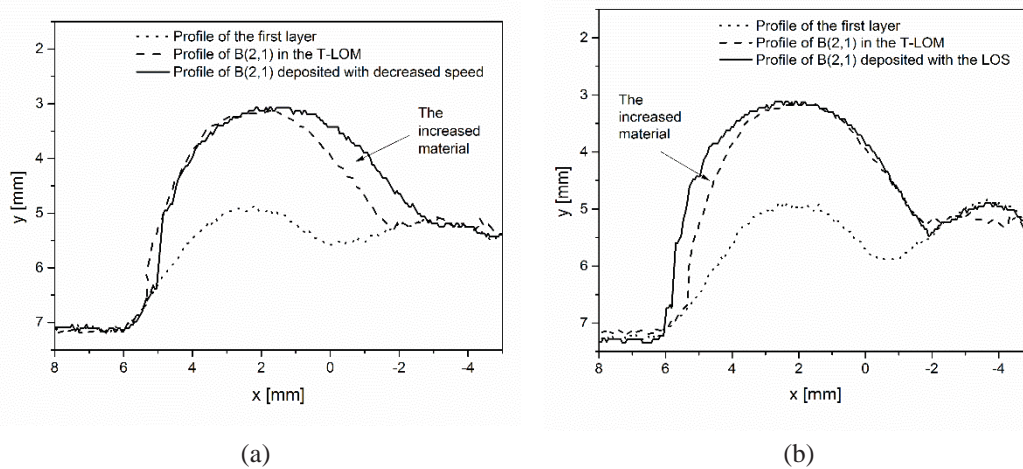 Profile of the first layer
Profile of B(2,1) in the T-LOM
Profile of B(2,1) deposited with decreased speed
The
increased
material
y [mm]
2
3
4
5
6
7
8
6
4
2
0
-2
-4
x [mm]
(a)
Profile of the first layer
Profile of B(2,1) in the T-LOM
Profile of B(2,1) deposited with the LOS
The
increased
material
y [mm]
2
3
4
5
6
7
8
6
4
2
0
-2
-4
x [mm]
(b)